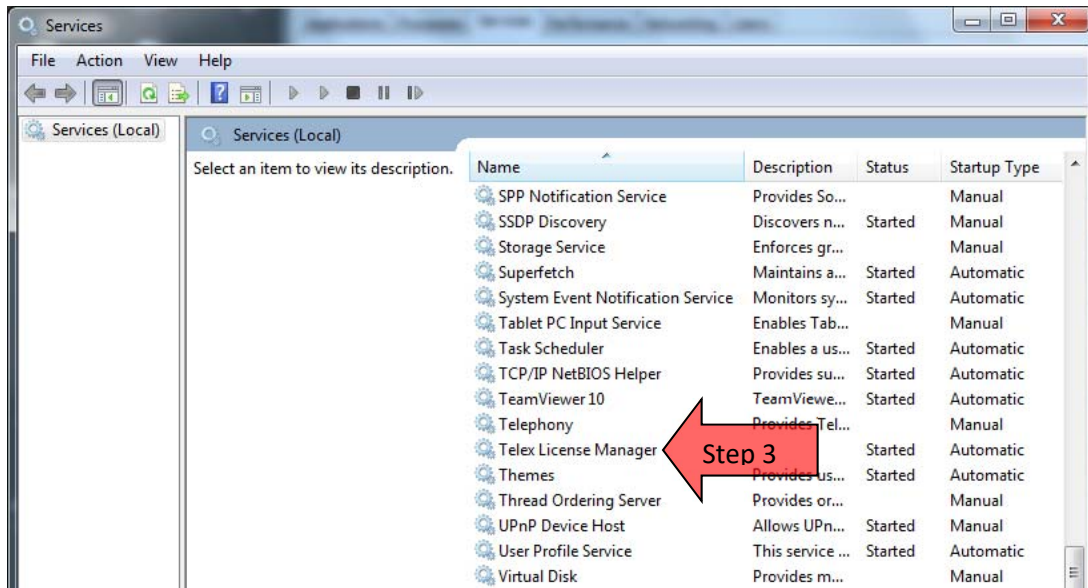 Services
File Action View Help
Services (Local)
Services (Local)
Select an item to view its description.
Name Description Status Startup Type
SPP Notification Service Provides So... Manual
SSDP Discovery Discovers n... Started Manual
Storage Service Enforces gr... Manual
Superfetch Maintains a... Started Automatic
System Event Notification Service Monitors sy... Started Automatic
Tablet PC Input Service Enables Tab... Manual
Task Scheduler Enables a us... Started Automatic
TCP/IP NetBIOS Helper Provides su... Started Automatic
TeamViewer 10 TeamViewe... Started Automatic
Telephony Provides Tel... Manual
Telex License Manager Step 3 Started Automatic
Themes Provides us... Started Automatic
Thread Ordering Server Provides or... Manual
UPnP Device Host Allows UPn... Started Manual
User Profile Service This service ... Started Automatic
Virtual Disk Provides m... Manual